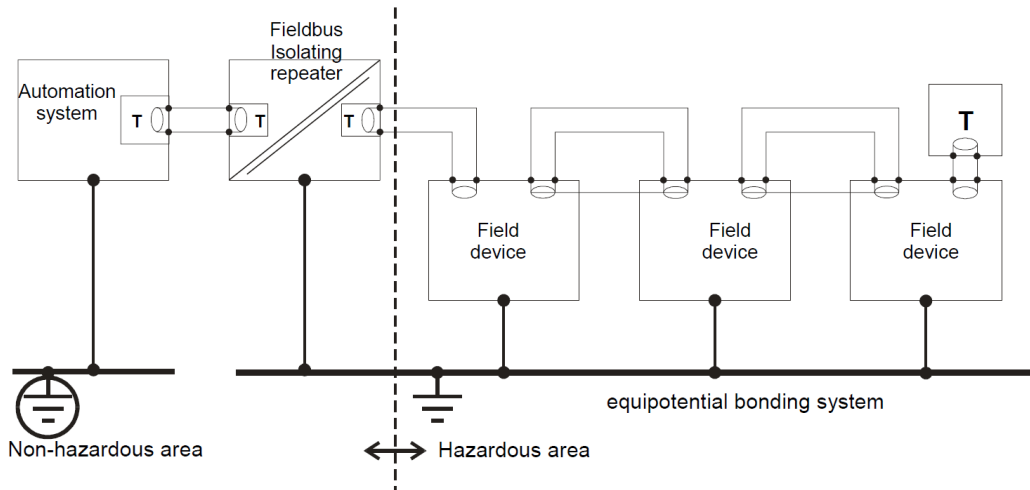 Fieldbus
Isolating
repeater
Automation
system
T
T
T
T
Field
device
Field
device
Field
device
equipotential bonding system
Non-hazardous area
Hazardous area